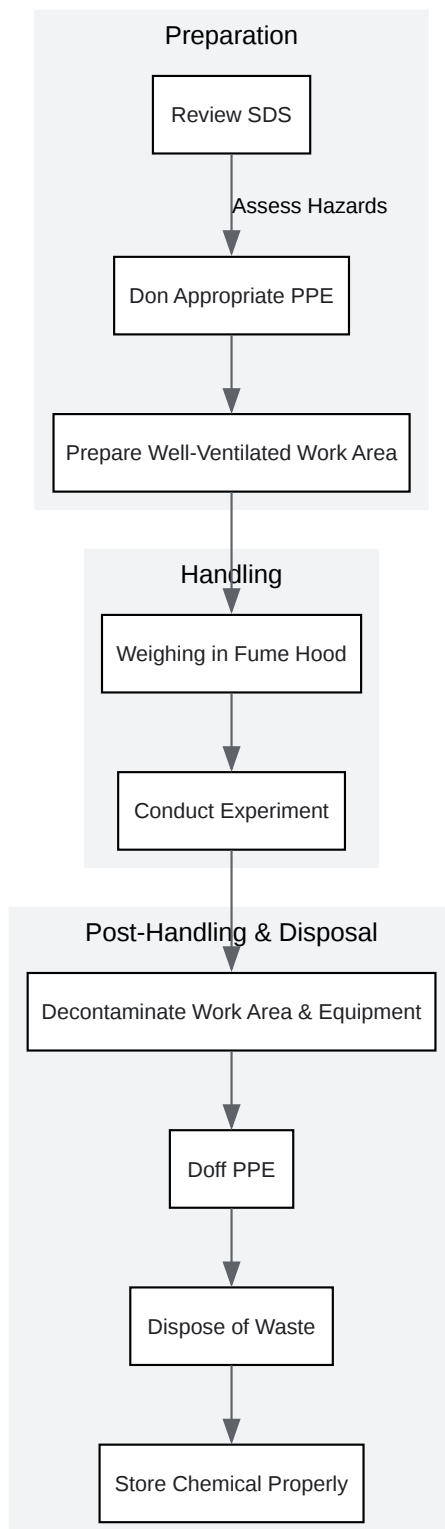 Preparation
Review SDS
Assess Hazards
Don Appropriate PPE
Prepare Well-Ventilated Work Area
Handling
Weighing in Fume Hood
Conduct Experiment
Post-Handling & Disposal
Decontaminate Work Area & Equipment
Doff PPE
Dispose of Waste
Store Chemical Properly